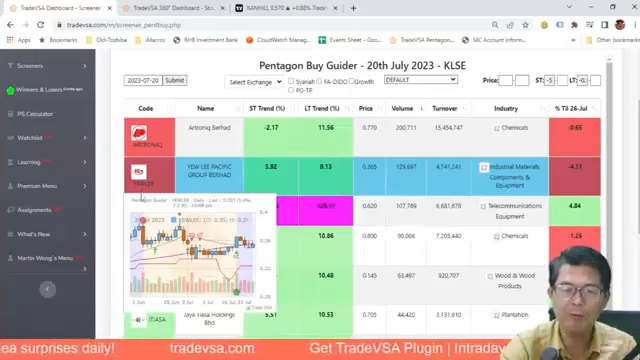 TradeVSA Dashboard - Screener
TradeVSA 360° Dashboard - Sto
RANHILL 0.570 ▲ +0.88% Trade
tradevsa.com/m/screener_pentbuy.php
Apps
Bookmarks
Old-Toshiba
RHB Investment Bank
CloudWatch Manag
Events Sheet - Goog
TradeVSA Pentagon
MC Account Inform
Other bookmarks
Screeners
Winners & Losers
PS Calculator
Watchlist
Learning
Premium Menu
Assignments
What's New
Martin Wong's Menu
Pentagon Buy Guider - 20th July 2023 - KLSE
2023-07-20 Submit
Select Exchange
Syariah FA-DIDO Growth
PG-TP
DEFAULT
Price:
ST: -5
LT:
Code Name ST Trend (%) LT Trend (%) Price Volume ↓ Turnover Industry % Til 26-Jul
ARTRONIQ Artroniq Berhad -2.17 11.56 0.770 200,711 15,454,747 Chemicals -0.65
YEWLEE YEW LEE PACIFIC GROUP BERHAD 5.92 9.13 0.365 129,897 4,741,241 Industrial Materials Components & Equipment -4.11
0.620 107,769 6,681,678 Telecommunications Equipment 4.84
10.86 0.800 90,068 7,205,440 Chemicals -1.25
10.48 0.145 63,497 920,707 Wood & Wood Products
Jaya Tiasa Holdings Bhd 5.51 10.53 0.705 44,420 3,131,610 Plantation
ea surprises daily! tradevsa.com Get TradeVSA Plugin | Intraday